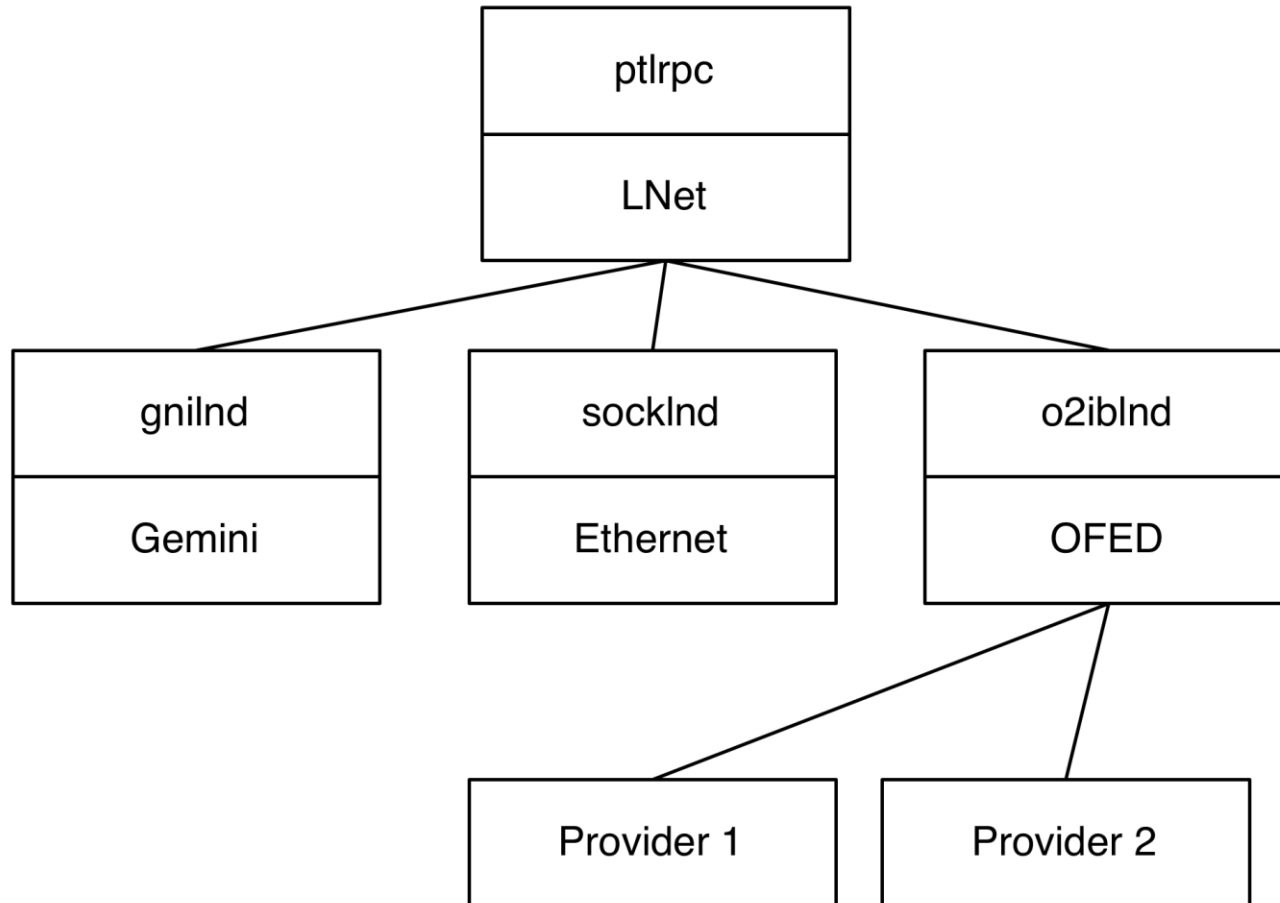 ptlrpc
LNet
gnilnd
socklnd
o2iblnd
Gemini
Ethernet
OFED
Provider 1
Provider 2